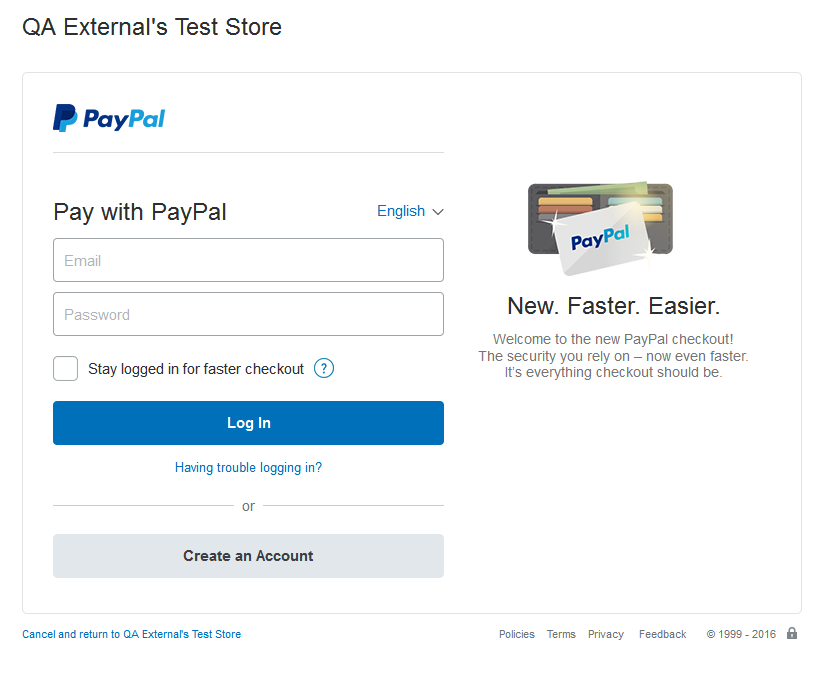 QA External's Test Store
PayPal
Pay with PayPal
English
Email
Password
Stay logged in for faster checkout ?
Log In
Having trouble logging in?
or
Create an Account
PayPal
New. Faster. Easier.
Welcome to the new PayPal checkout!
The security you rely on – now even faster.
It's everything checkout should be.
Cancel and return to QA External's Test Store
Policies Terms Privacy Feedback © 1999 - 2016